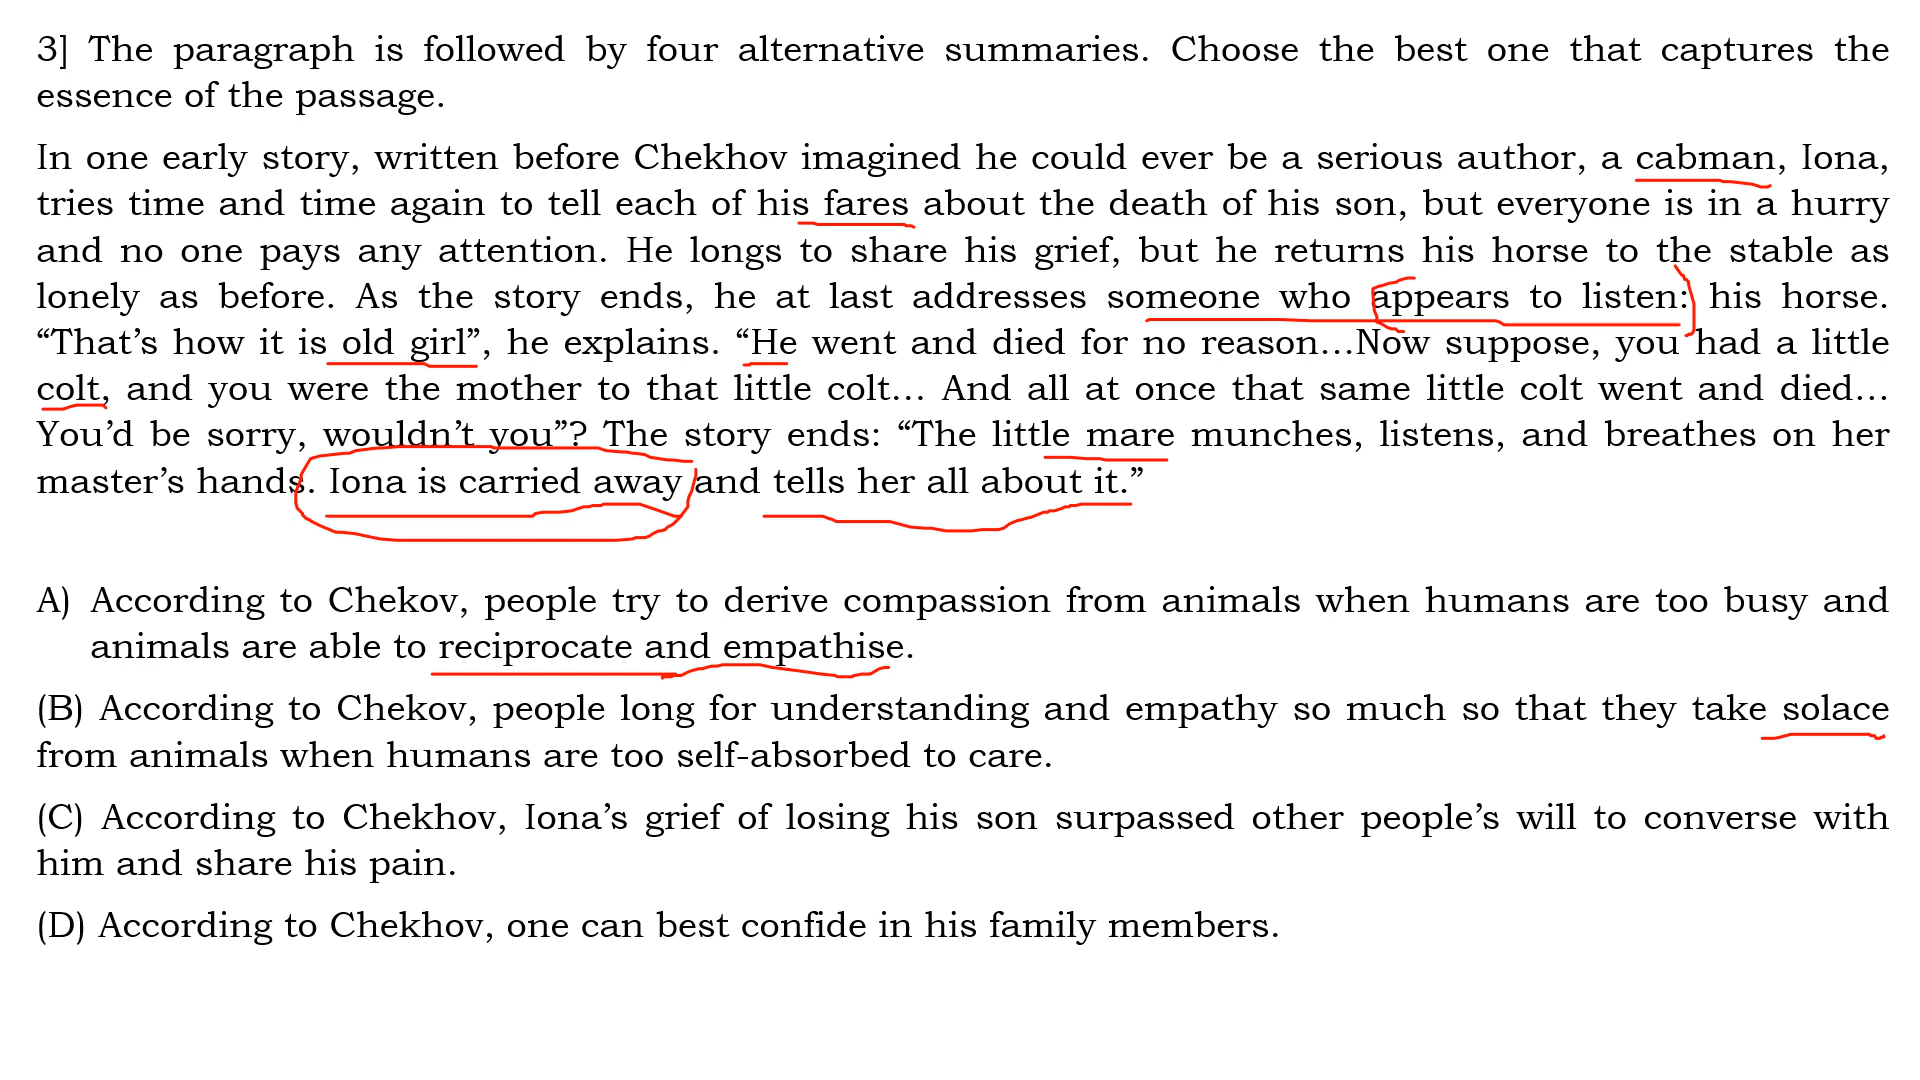 3] The paragraph is followed by four alternative summaries. Choose the best one that captures the
essence of the passage.
In one early story, written before Chekhov imagined he could ever be a serious author, a cabman, Iona,
tries time and time again to tell each of his fares about the death of his son, but everyone is in a hurry
and no one pays any attention. He longs to share his grief, but he returns his horse to the stable as
lonely as before. As the story ends, he at last addresses someone who appears to listen: his horse.
“That’s how it is old girl”, he explains. “He went and died for no reason…Now suppose, you had a little
colt, and you were the mother to that little colt… And all at once that same little colt went and died…
You’d be sorry, wouldn’t you”? The story ends: “The little mare munches, listens, and breathes on her
master’s hands. Iona is carried away and tells her all about it.”
A) According to Chekov, people try to derive compassion from animals when humans are too busy and
animals are able to reciprocate and empathise.
(B) According to Chekov, people long for understanding and empathy so much so that they take solace
from animals when humans are too self-absorbed to care.
(C) According to Chekhov, Iona’s grief of losing his son surpassed other people’s will to converse with
him and share his pain.
(D) According to Chekhov, one can best confide in his family members.